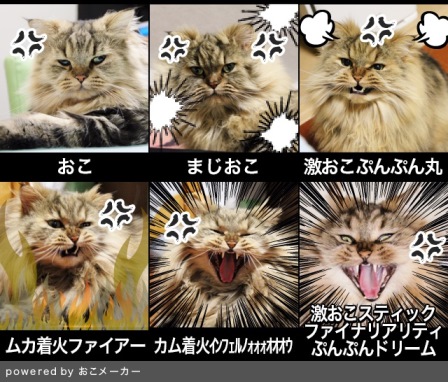 おこ
まじおこ
激おこぷんぷん丸
ムカ着火ファイアー
カム着火ｲﾝﾌｪﾙﾉｫｫｫｵｵｵｳ
激おこスティック
ファイナリアリティ
ぷんぷんドリーム
powered by おこメーカー